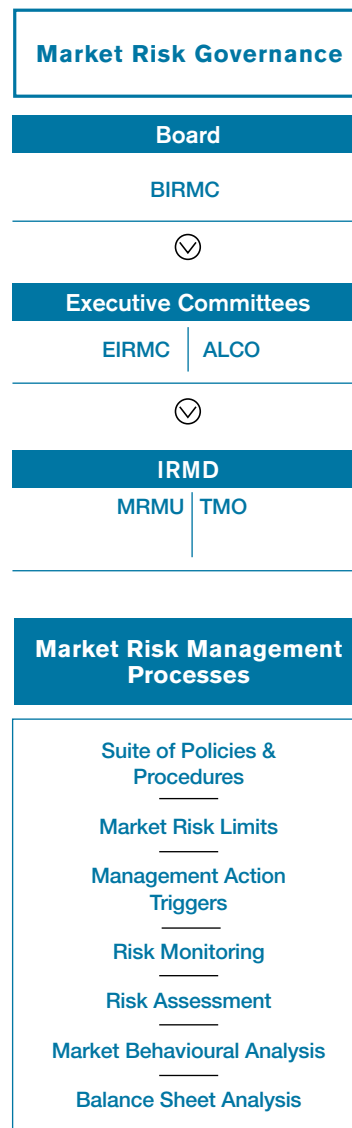 Market Risk Governance
Board
BIRMC
Executive Committees
EIRMC ALCO
IRMD
MRMU TMO
Market Risk Management
Processes
Suite of Policies &
Procedures
Market Risk Limits
Management Action
Triggers
Risk Monitoring
Risk Assessment
Market Behavioural Analysis
Balance Sheet Analysis